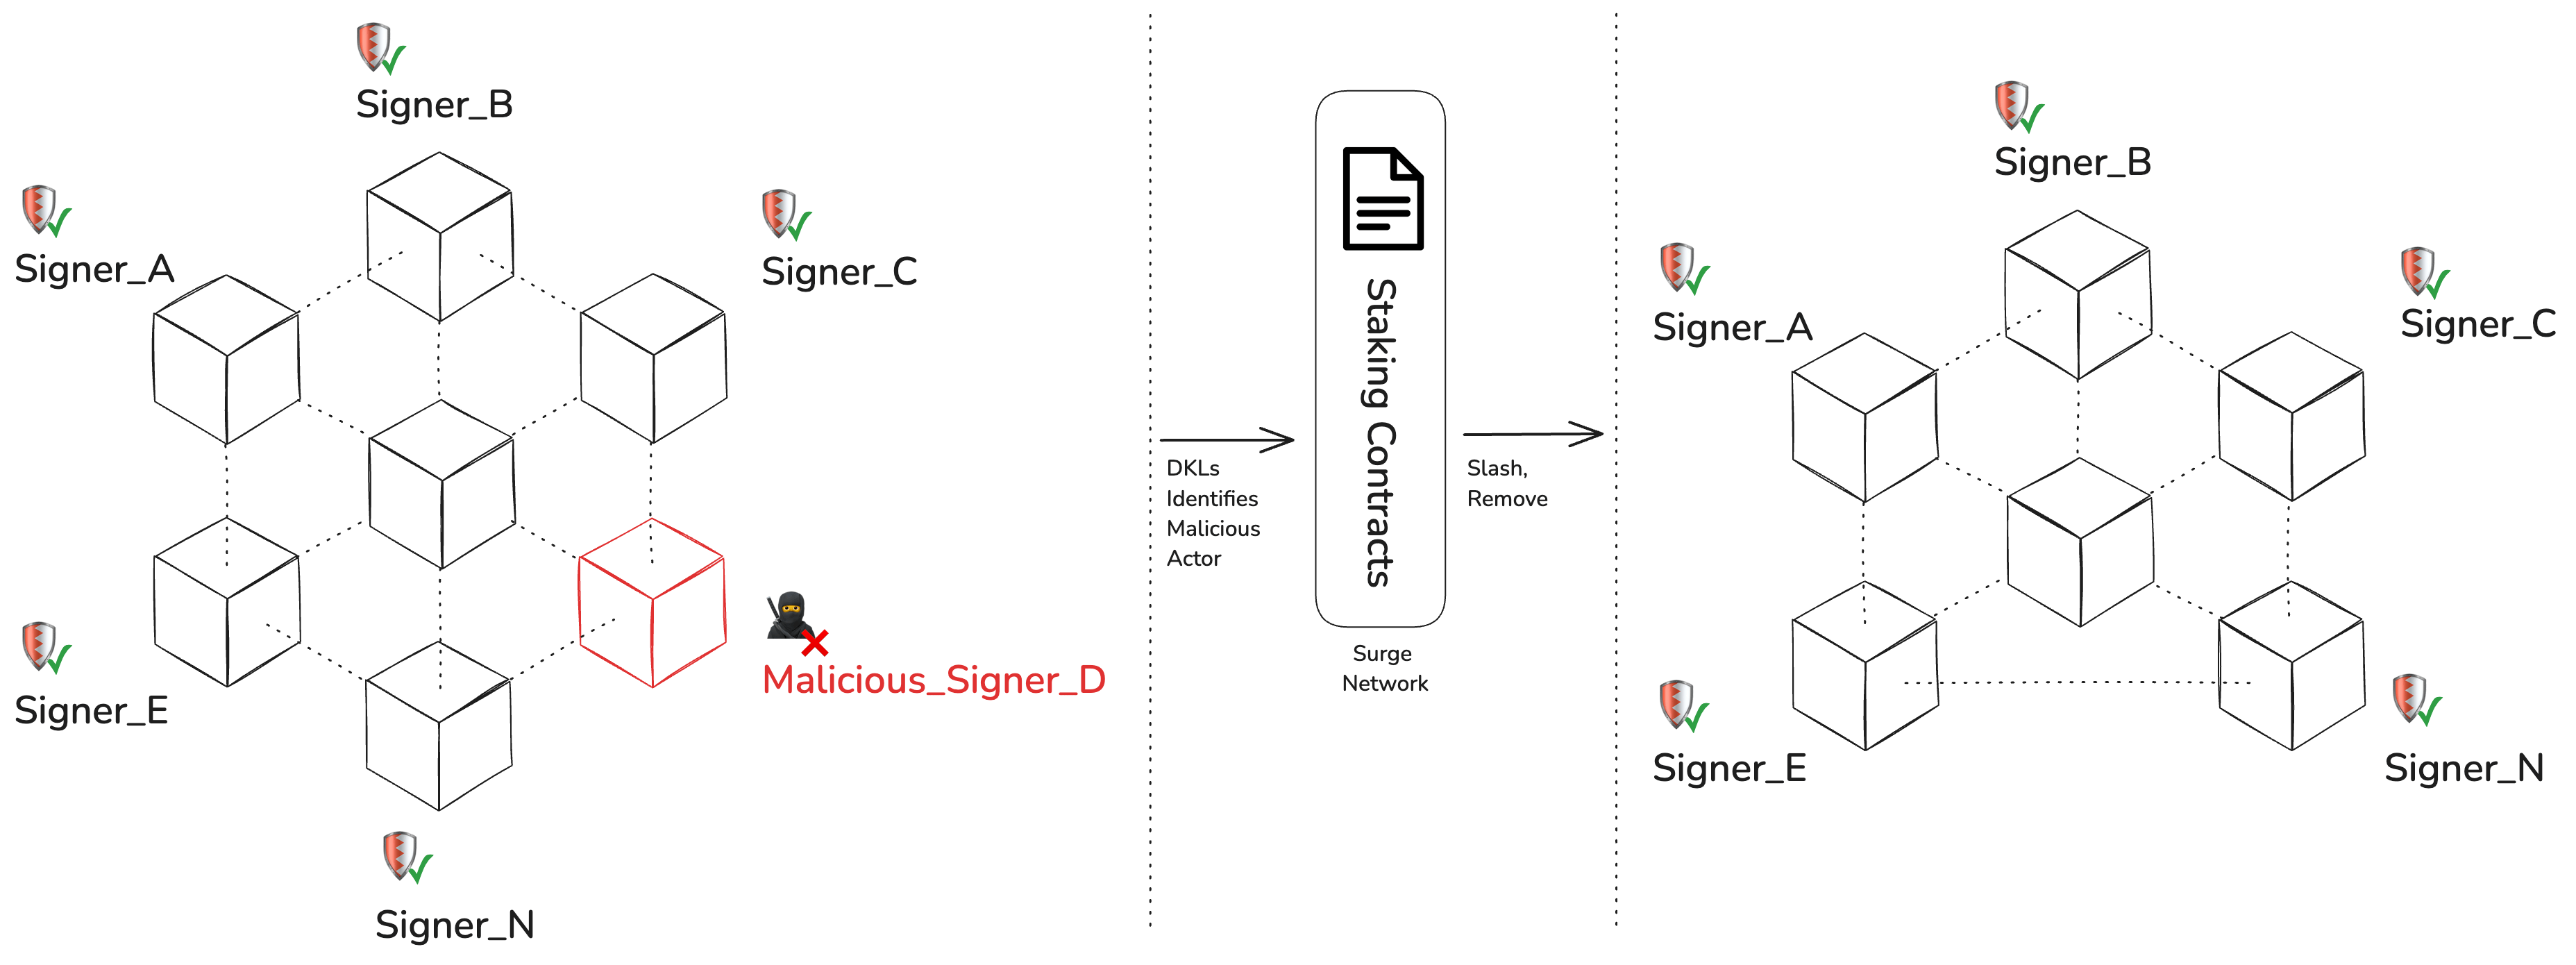 Signer_B
Signer_A
Signer_C
Malicious_Signer_D
Signer_E
Signer_N
DKLs
Identifies
Malicious
Actor
Staking Contracts
Surge
Network
Slash,
Remove
Signer_B
Signer_A
Signer_C
Signer_E
Signer_N